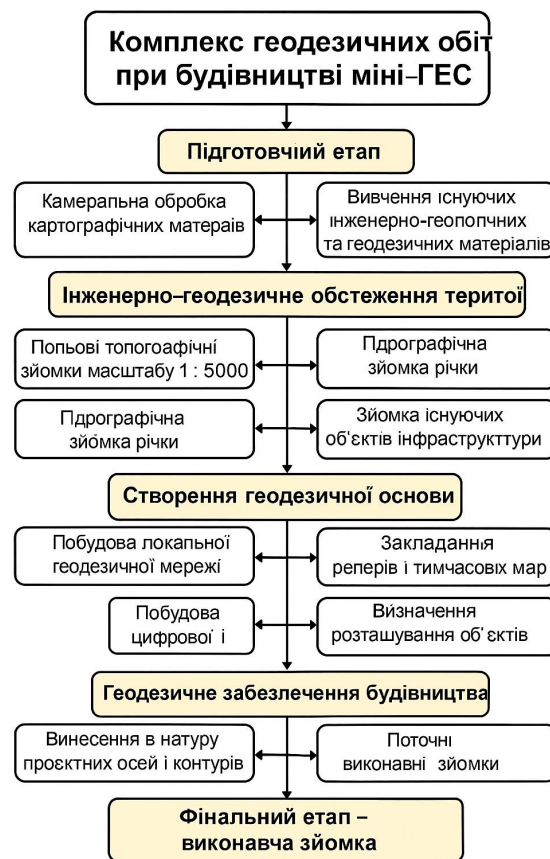 Комплекс геодезичних обіт
при будівництві міні–ГЕС
Підготовчий етап
Камерапьна обробка
картографічних матераів
Вивчення існуючих
інженерно-геопопчних
та геодезичних матеріалів
Інженерно–геодезичне обстеження теритої
Попьові топогоафічні
зйомки масштабу 1 : 5000
Пдрографічна
зйомка річки
Пдрографічна
зйомка річки
Зйомка існуючих
об'єктів інфраструкттури
Створення геодезичної основи
Побудова локапьної
геодезичної мережі
Закладання
реперів і тимчасових мар
Побудова
цифрової і
Визначення
розташування об'єктів
Геодезичне забезлечення будівництва
Винесення в натуру
проєктних осей і контурів
Поточні
виконавні зйомки
Фінальний етап –
виконавча зйомка